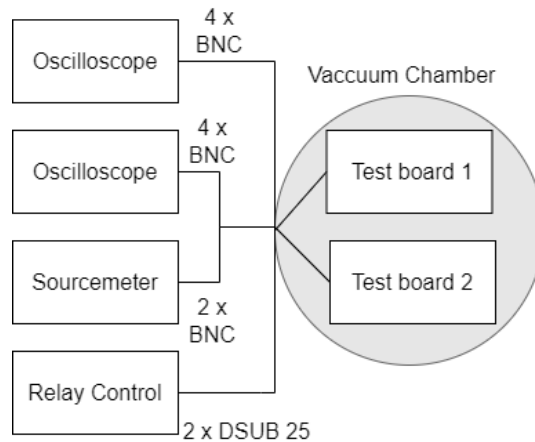 4 x
BNC
Oscilloscope
Vaccuum Chamber
4 x
BNC
Oscilloscope
Test board 1
Sourcemeter
Test board 2
2 x
BNC
Relay Control
2 x DSUB 25